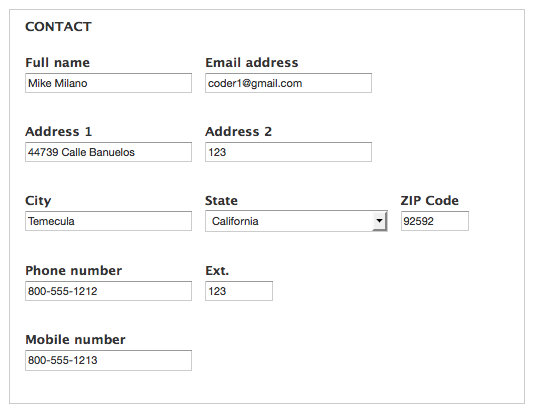 CONTACT
Full name Email address
Mike Milano coder1@gmail.com
Address 1 Address 2
44739 Calle Banuelos 123
City State ZIP Code
Temecula California 92592
Phone number Ext.
800-555-1212 123
Mobile number
800-555-1213